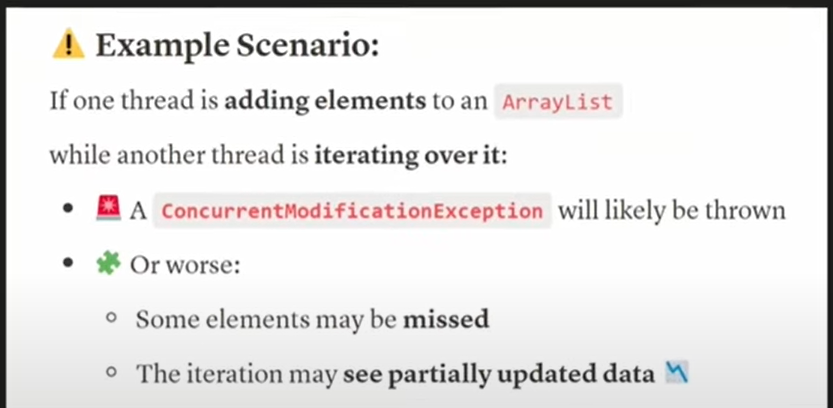 ⚠️ Example Scenario:
If one thread is adding elements to an ArrayList
while another thread is iterating over it:
• 🚨 A ConcurrentModificationException will likely be thrown
• 🧩 Or worse:
◦ Some elements may be missed
◦ The iteration may see partially updated data 📉